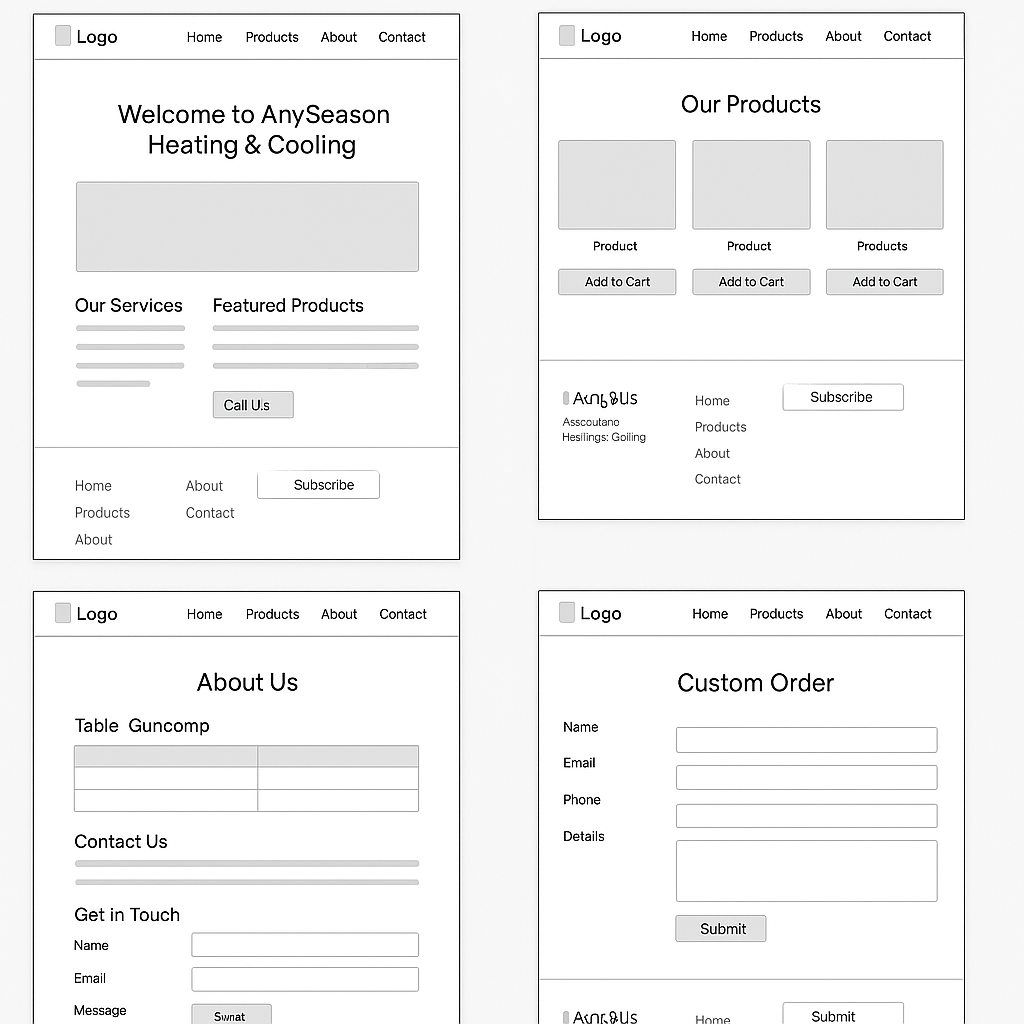 Logo Home Products About Contact
Welcome to AnySeason
Heating & Cooling
Our Services
Featured Products
Call Us
Home
Products
About
About
Contact
Subscribe
Logo Home Products About Contact
Our Products
Product
Product
Products
Add to Cart
Add to Cart
Add to Cart
Asscoutano
Hesilings: Goiling
Home
Products
About
Contact
Subscribe
Logo Home Products About Contact
About Us
Table Guncomp
Contact Us
Get in Touch
Name
Email
Message
Logo Home Products About Contact
Custom Order
Name
Email
Phone
Details
Submit
Home
Submit